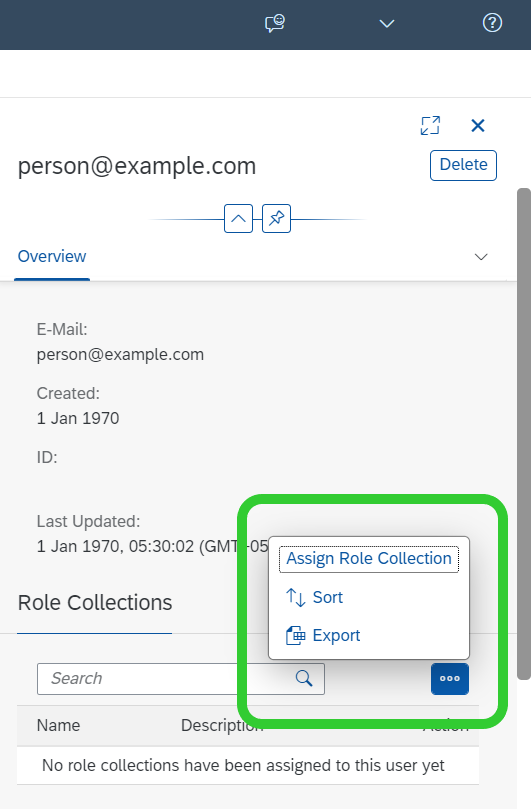 person@example.com
Delete
Overview
E-Mail:
person@example.com
Created:
1 Jan 1970
ID:
Last Updated:
1 Jan 1970, 05:30:02 (GMT+05
Assign Role Collection
Sort
Export
Role Collections
Search
Name Description Action
No role collections have been assigned to this user yet